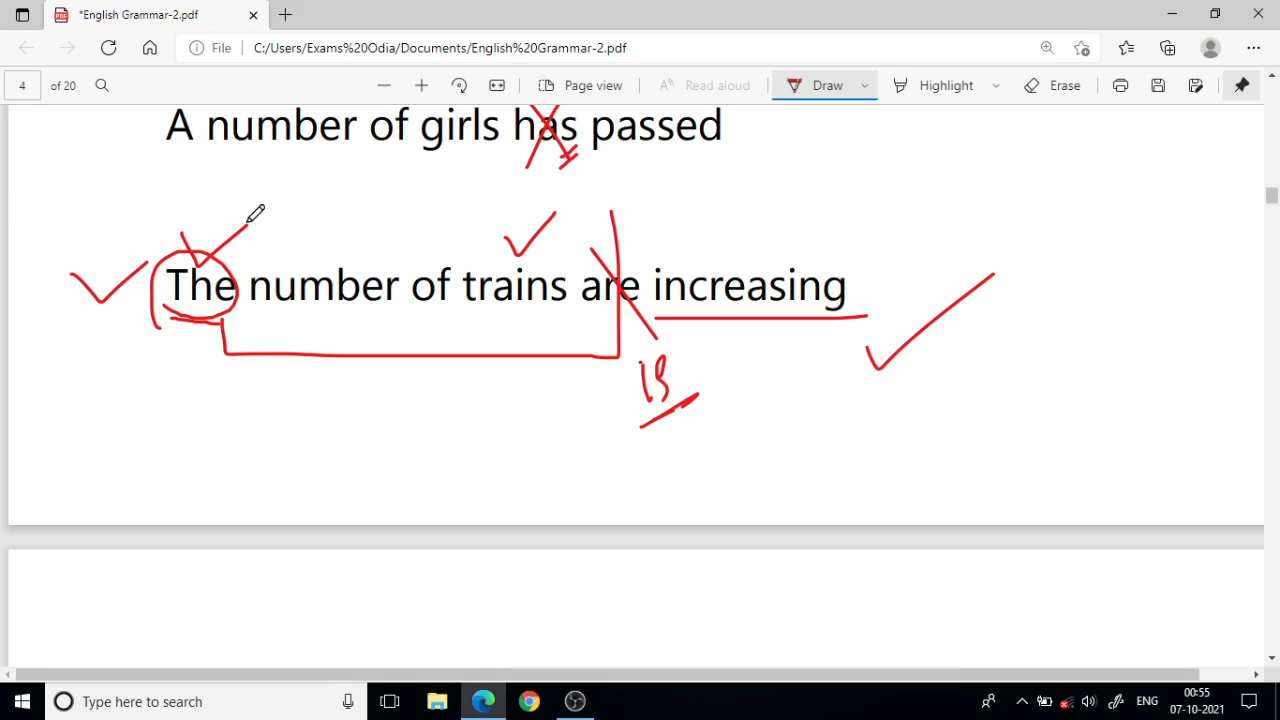 *English Grammar-2.pdf
File C:/Users/Exams%20Odia/Documents/English%20Grammar-2.pdf
4 of 20 Page view Read aloud Draw Highlight Erase
A number of girls has passed
The number of trains are increasing
is
Type here to search
ENG 00:55
07-10-2021